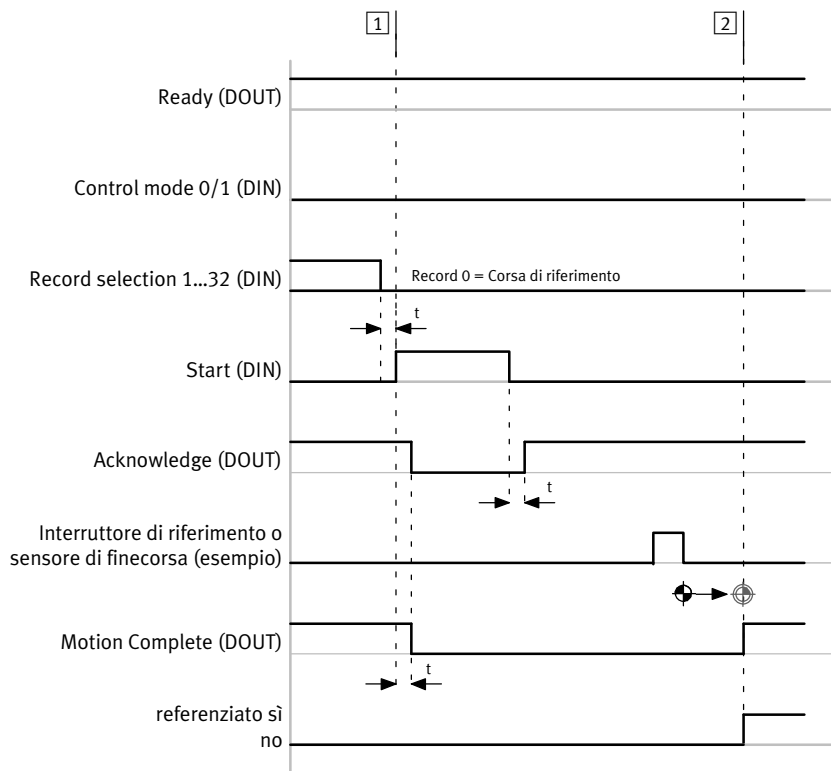 1
2
Ready (DOUT)
Control mode 0/1 (DIN)
Record selection 1...32 (DIN)
Record 0 = Corsa di riferimento
t
Start (DIN)
Acknowledge (DOUT)
t
Interruttore di riferimento o
sensore di finecorsa (esempio)
Motion Complete (DOUT)
t
referenziato sì
no